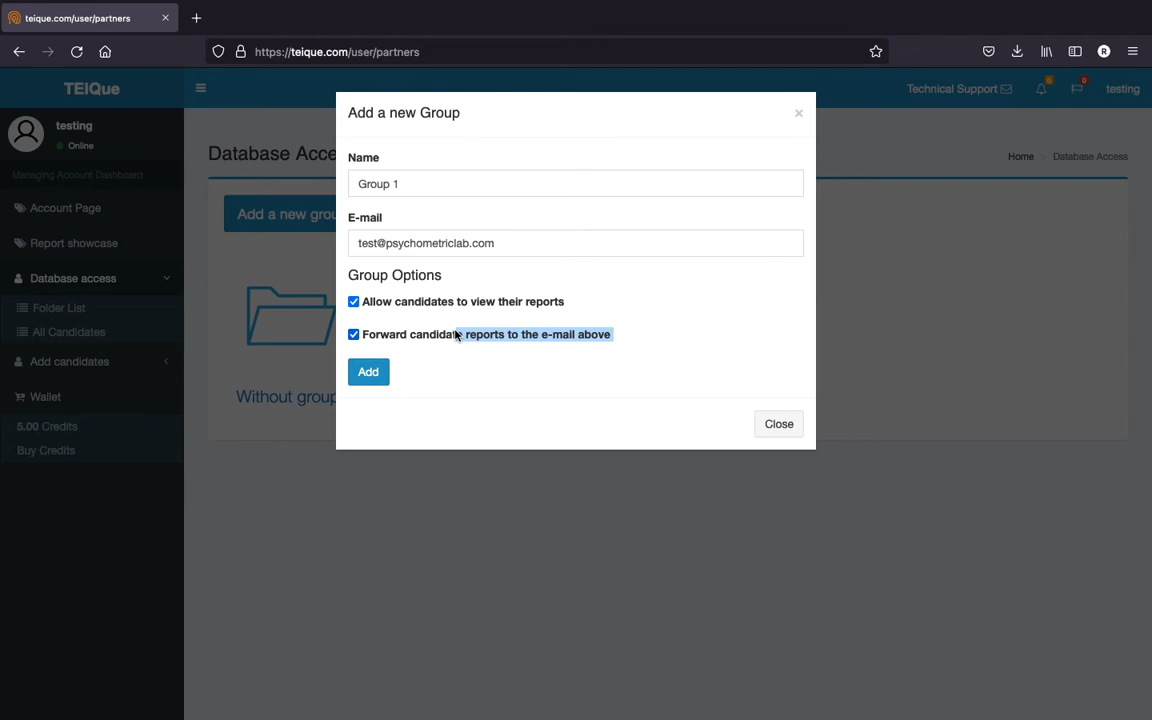 teique.com/user/partners
https://teique.com/user/partners
R
TEIQue
Technical Support
0
0
testing
testing
Online
Managing Account Dashboard
Account Page
Report showcase
Database access
Folder List
All Candidates
Add candidates
Wallet
5.00 Credits
Buy Credits
Database Acce
Home > Database Access
Add a new grou
Without group
Add a new Group
×
Name
Group 1
E-mail
test@psychometriclab.com
Group Options
Allow candidates to view their reports
Forward candidate reports to the e-mail above
Add
Close